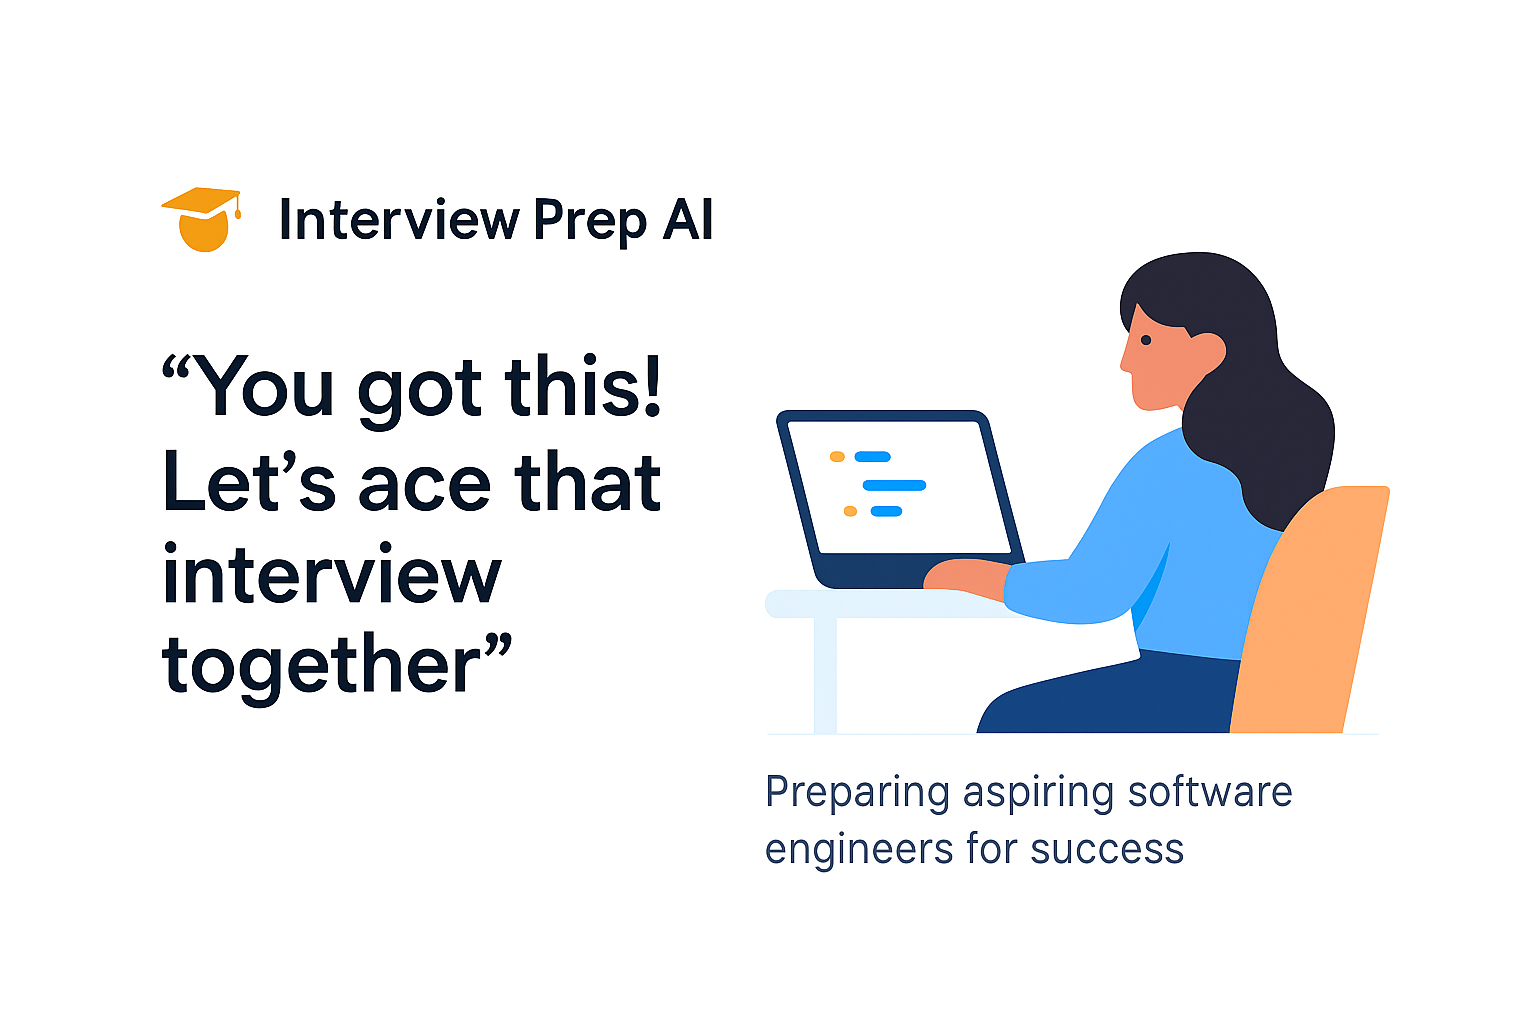 Interview Prep AI
“You got this!
Let’s ace that
interview
together”
Preparing aspiring software
engineers for success